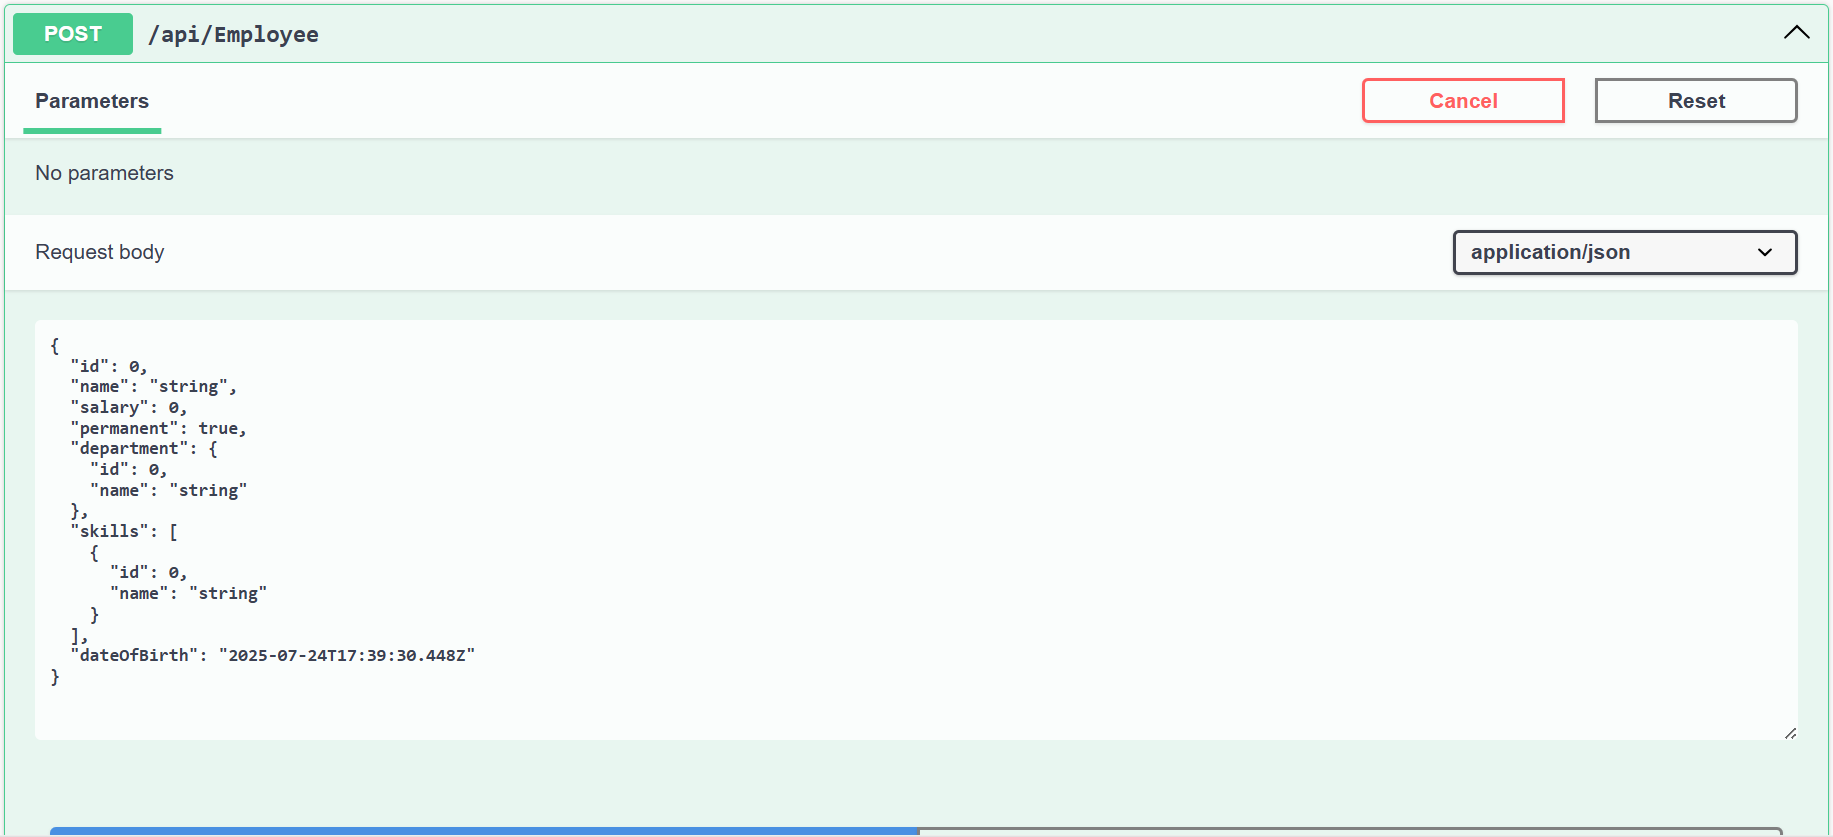 POST /api/Employee
Parameters
Cancel
Reset
No parameters
Request body
application/json
{
  "id": 0,
  "name": "string",
  "salary": 0,
  "permanent": true,
  "department": {
    "id": 0,
    "name": "string"
  },
  "skills": [
    {
      "id": 0,
      "name": "string"
    }
  ],
  "dateOfBirth": "2025-07-24T17:39:30.448Z"
}